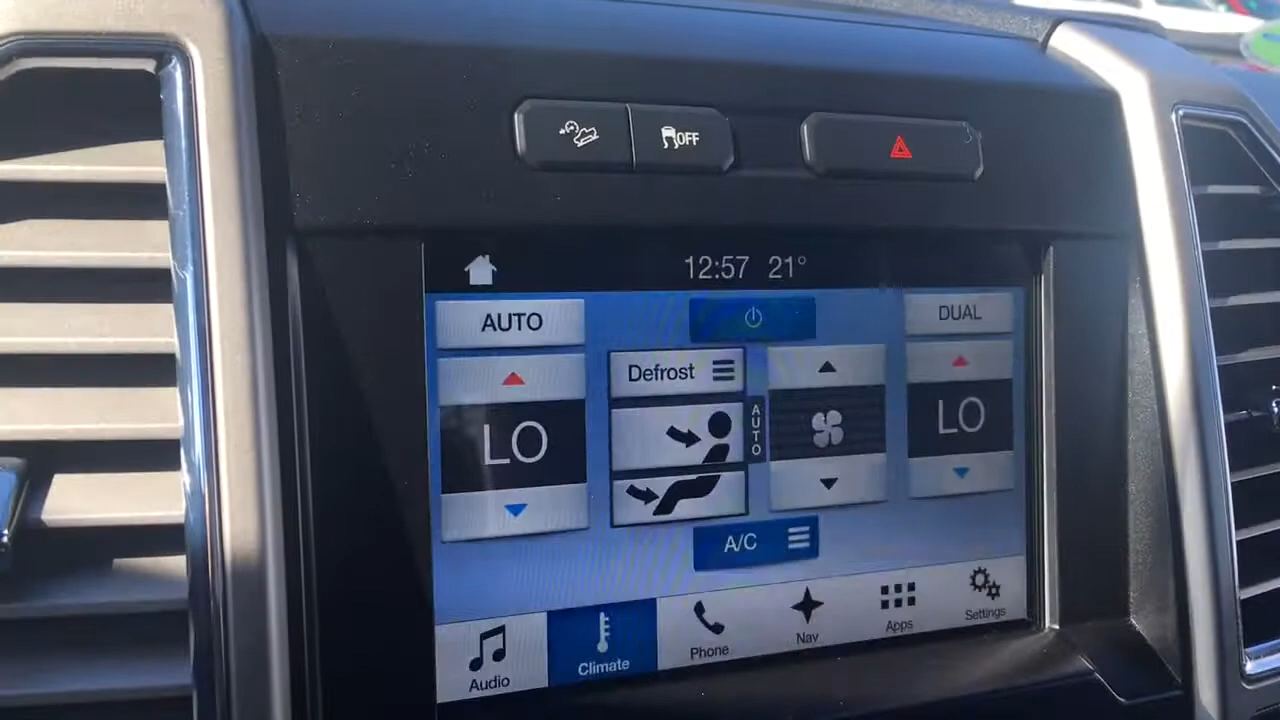 OFF
12:57 21°
AUTO
DUAL
Defrost
LO
AUTO
LO
A/C
Audio
Climate
Phone
Nav
Apps
Settings